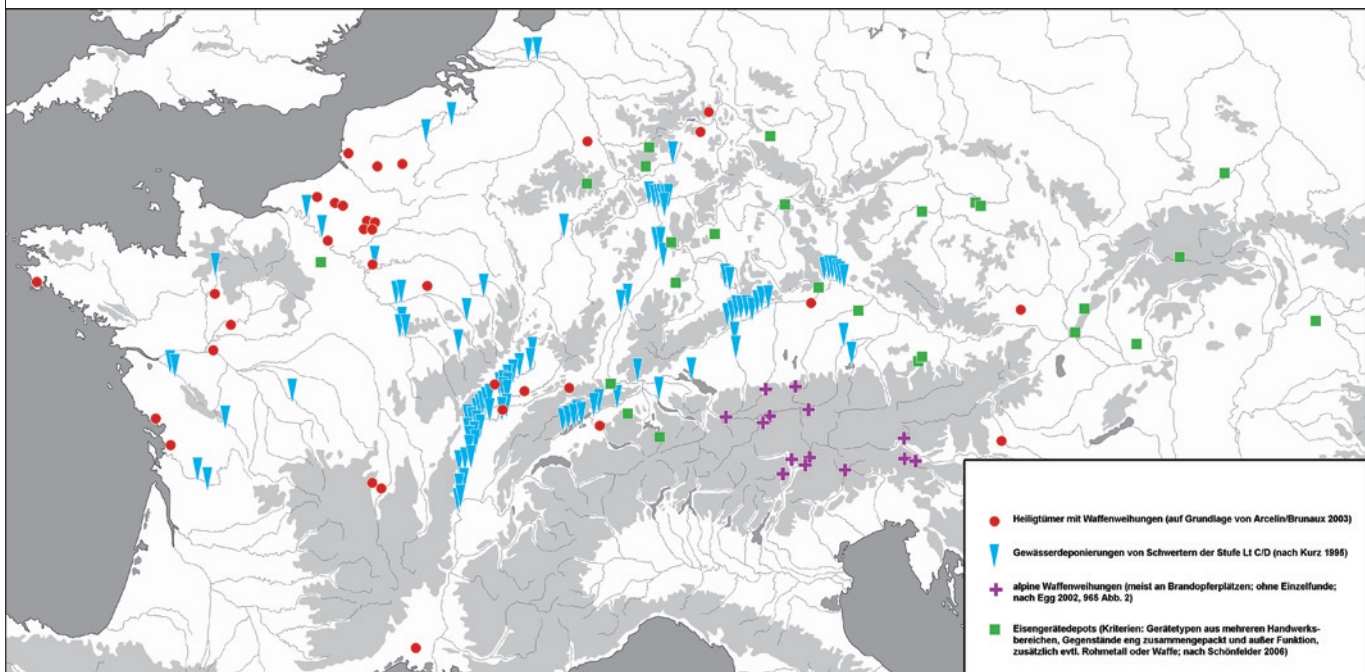 Heiligtümer mit Waffenweihungen (auf Grundlage von Arcelin/Brunaux 2003)
Gewässerdeponierungen von Schwertern der Stufe Lt C/D (nach Kurz 1995)
alpine Waffenweihungen (meist an Brandopferplätzen; ohne Einzelfunde;
nach Egg 2002, 965 Abb. 2)
Eisengerätedepots (Kriterien: Gerätetypen aus mehreren Handwerks-
bereichen, Gegenstände eng zusammengepackt und außer Funktion,
zusätzlich evtl. Rohmetall oder Waffe; nach Schönfelder 2006)